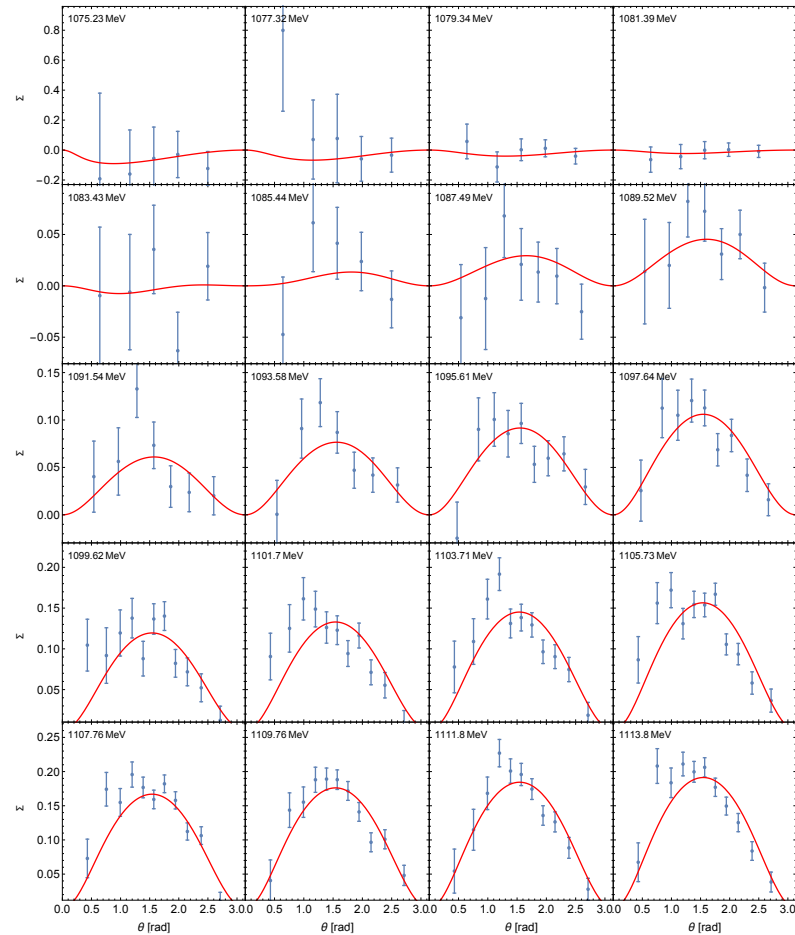 1075.23 MeV 1077.32 MeV 1079.34 MeV 1081.39 MeV
0.8
0.6
0.4
Σ
0.2
0.0
-0.2
1083.43 MeV 1085.44 MeV 1087.49 MeV 1089.52 MeV
0.05
Σ
0.00
-0.05
1091.54 MeV 1093.58 MeV 1095.61 MeV 1097.64 MeV
0.15
0.10
Σ
0.05
0.00
1099.62 MeV 1101.7 MeV 1103.71 MeV 1105.73 MeV
0.20
0.15
Σ
0.10
0.05
1107.76 MeV 1109.76 MeV 1111.8 MeV 1113.8 MeV
0.25
0.20
0.15
Σ
0.10
0.05
0.0 0.5 1.0 1.5 2.0 2.5 3.0 0.5 1.0 1.5 2.0 2.5 3.0 0.5 1.0 1.5 2.0 2.5 3.0 0.5 1.0 1.5 2.0 2.5 3.0
θ [rad] θ [rad] θ [rad] θ [rad]